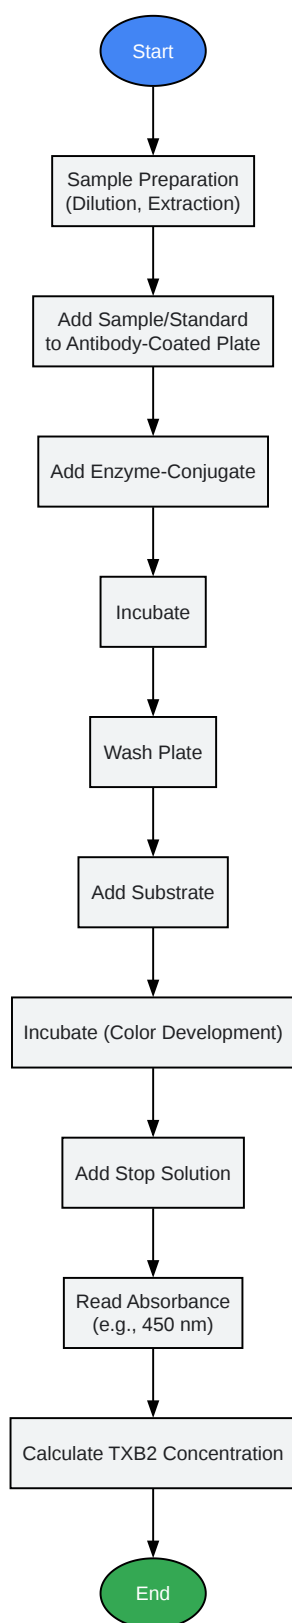 Start
Sample Preparation
(Dilution, Extraction)
Add Sample/Standard
to Antibody-Coated Plate
Add Enzyme-Conjugate
Incubate
Wash Plate
Add Substrate
Incubate (Color Development)
Add Stop Solution
Read Absorbance
(e.g., 450 nm)
Calculate TXB2 Concentration
End